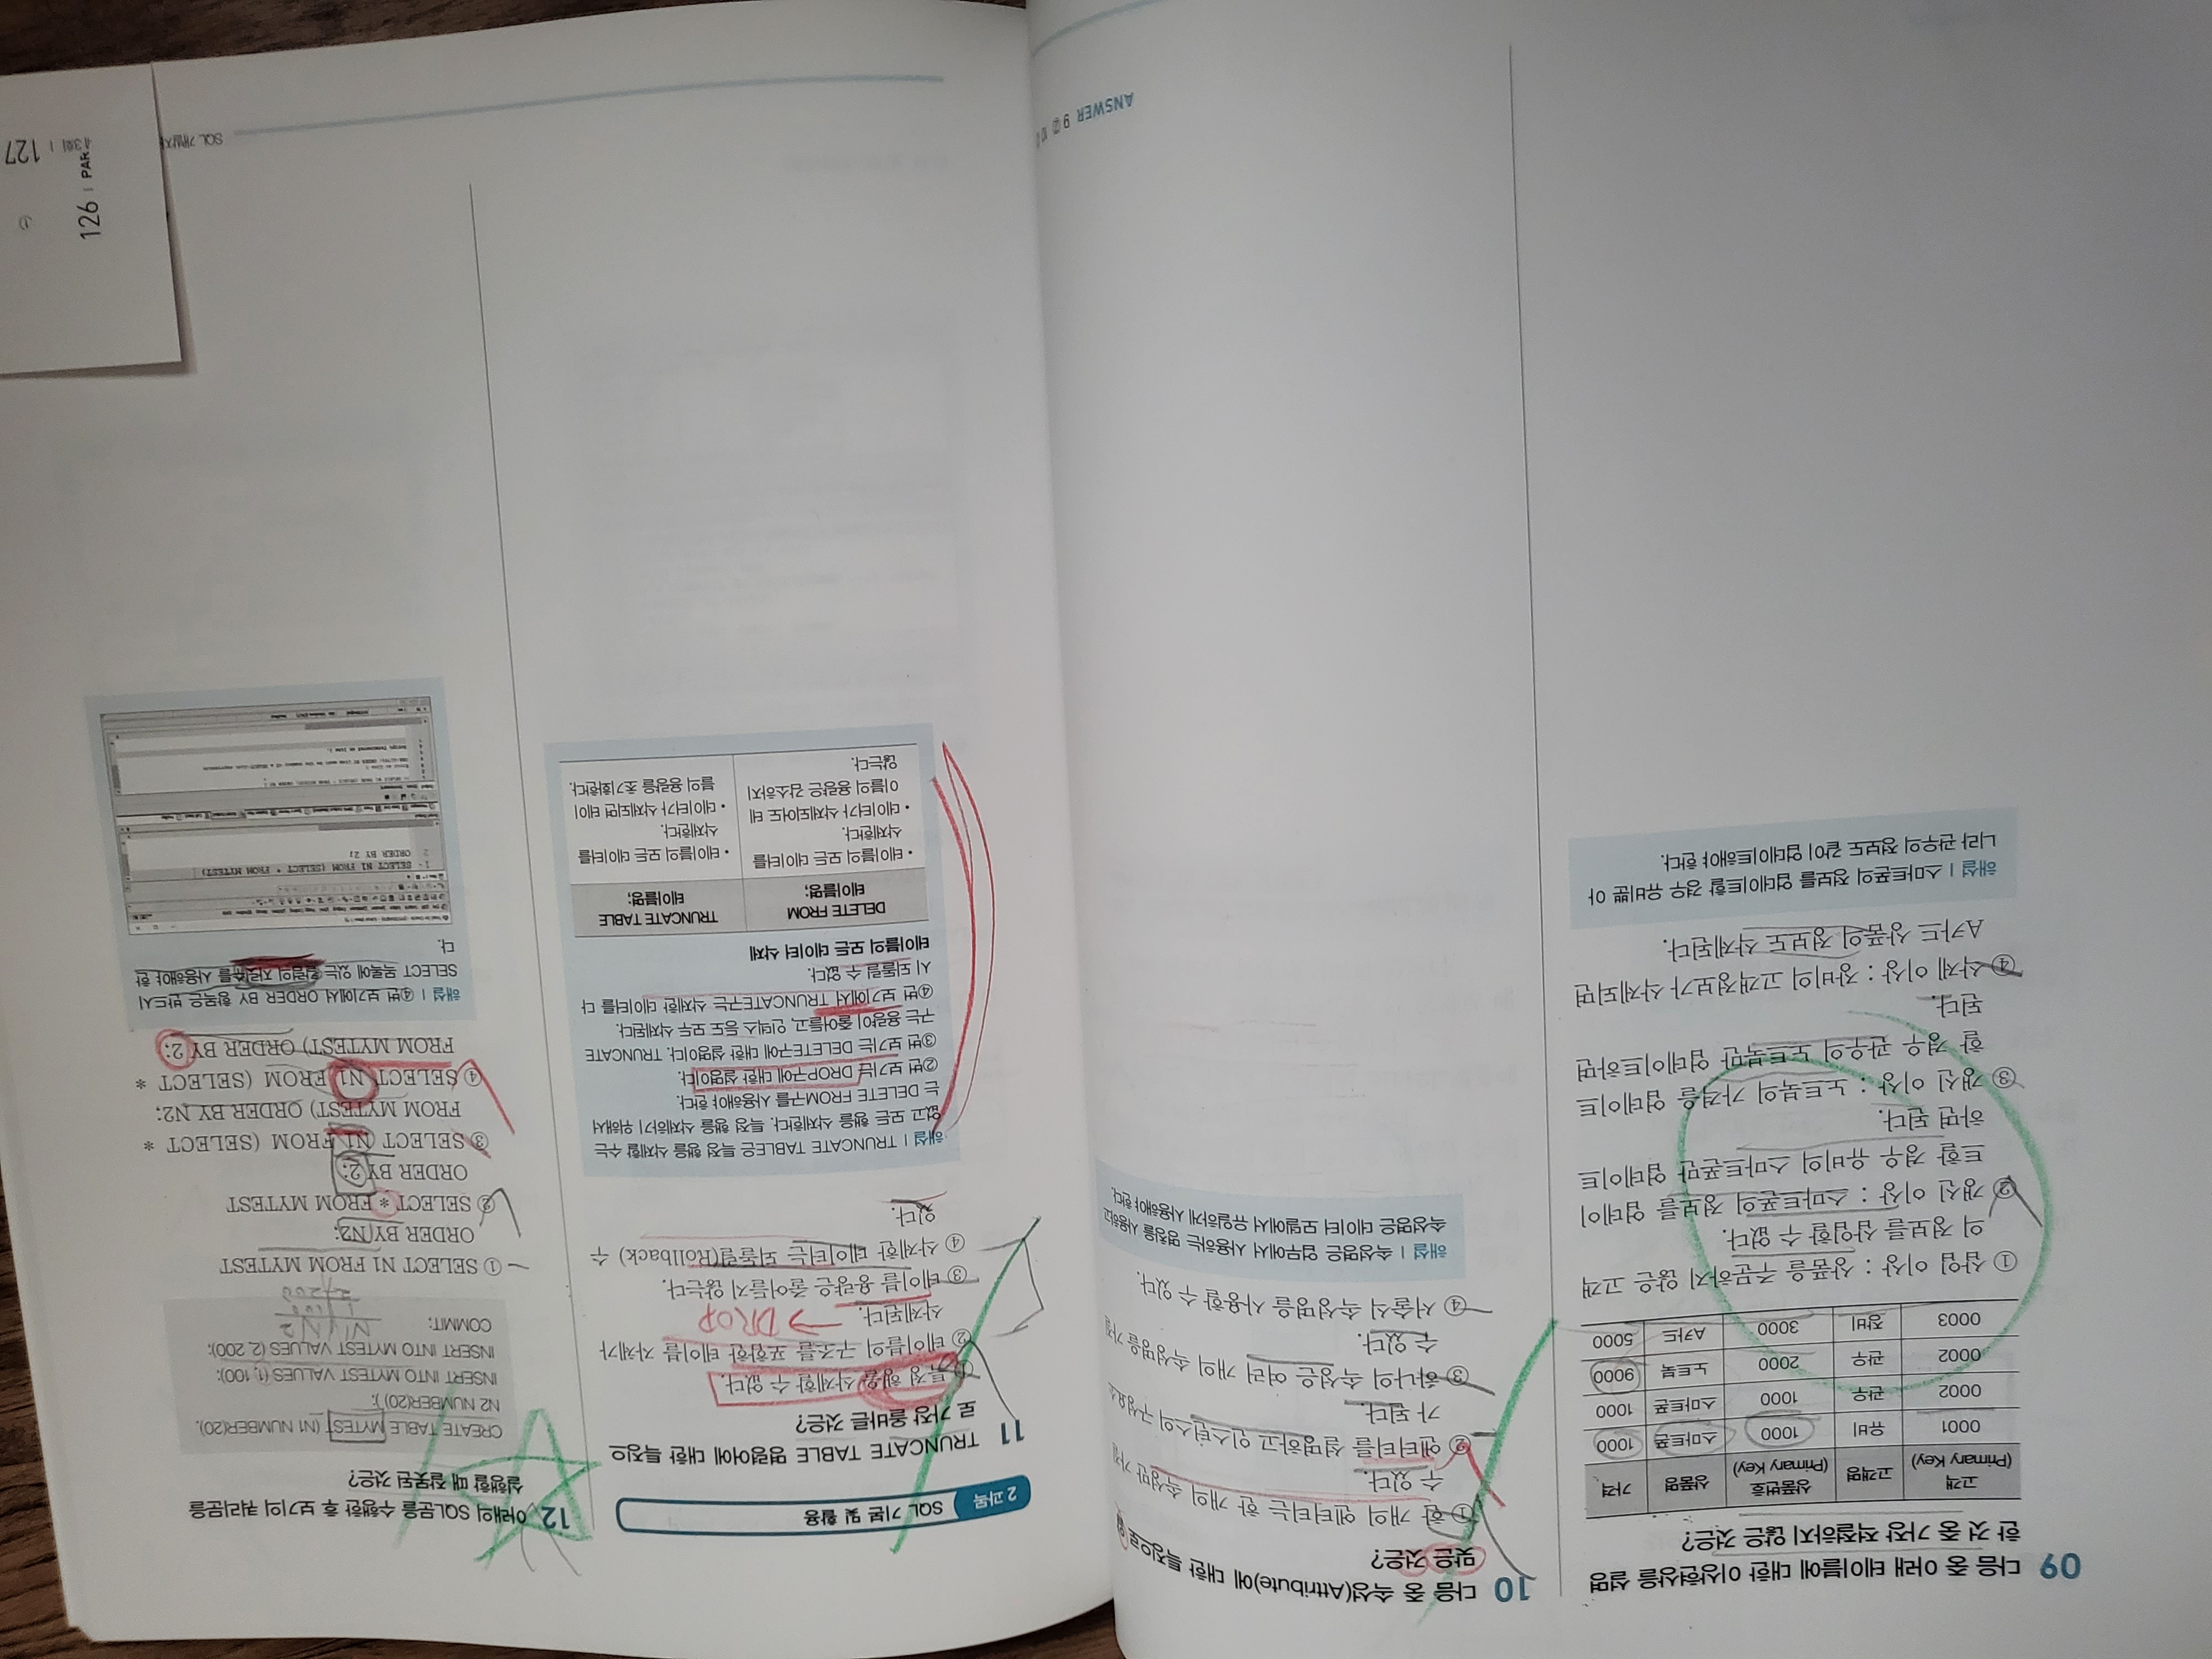 09 다음 중 아래 테이블에 대한 이상현상을 설명
한 것 중 가장 적절하지 않은 것은?
고객 (Primary Key) 고객명 상품번호 (Primary Key) 상품명 가격
0001 유비 1000 스마트폰 1000
0002 관우 1000 스마트폰 1000
0002 관우 2000 노트북 9000
0003 장비 3000 A카드 5000
① 삽입 이상 : 상품을 주문하지 않은 고객
의 정보를 삽입할 수 없다.
② 갱신 이상 : 스마트폰의 정보를 업데이
트할 경우 유비의 스마트폰만 업데이트
하면 된다.
③ 갱신 이상 : 노트북의 가격을 업데이트
할 경우 관우의 노트북만 업데이트하면
된다.
④ 삭제 이상 : 장비의 고객정보가 삭제되면
A카드 상품의 정보도 삭제된다.
해설 | 스마트폰의 정보를 업데이트할 경우 유비뿐 아
니라 관우의 정보도 같이 업데이트해야 한다.
10 다음 중 속성(Attribute)에 대한 특징으로
맞은 것은?
① 한 개의 엔터티는 한 개의 속성만 가질
수 있다.
② 엔터티를 설명하고 인스턴스의 구성요소
가 된다.
③ 하나의 속성은 여러 개의 속성명을 가질
수 있다.
④ 서술식 속성명을 사용할 수 있다.
해설 | 속성명은 업무에서 사용하는 명칭을 사용하고
속성명은 데이터 모델에서 유일하게 사용해야 한다.
ANSWER 9 ② 10
2과목 SQL 기본 및 활용
11 TRUNCATE TABLE 명령어에 대한 특징으
로 가장 올바른 것은?
① 특정 행을 삭제할 수 없다.
② 테이블의 구조를 포함한 테이블 자체가
삭제된다. → DROP
③ 테이블 용량은 줄어들지 않는다.
④ 삭제한 데이터는 되돌릴(Rollback) 수
있다.
해설 | TRUNCATE TABLE은 특정 행을 삭제할 수는
없고 모든 행을 삭제한다. 특정 행을 삭제하기 위해서
는 DELETE FROM구를 사용해야 한다.
②번 보기는 DROP구에 대한 설명이다.
③번 보기는 DELETE구에 대한 설명이다. TRUNCATE
구는 용량이 줄어들고, 인덱스 등도 모두 삭제된다.
④번 보기에서 TRUNCATE구는 삭제한 데이터를 다
시 되돌릴 수 없다.
테이블의 모든 데이터 삭제
DELETE FROM 테이블명; TRUNCATE TABLE 테이블명;
• 테이블의 모든 데이터를
삭제한다.
• 데이터가 삭제되어도 테
이블의 용량은 감소하지
않는다.
• 테이블의 모든 데이터를
삭제한다.
• 데이터가 삭제되면 테이
블의 용량을 초기화한다.
12 아래의 SQL문을 수행한 후 보기의 쿼리문을
실행할 때 잘못된 것은?
CREATE TABLE MYTEST (N1 NUMBER(20),
N2 NUMBER(20) );
INSERT INTO MYTEST VALUES (1, 100);
INSERT INTO MYTEST VALUES (2, 200);
COMMIT;
N1 N2
1 100
2 200
① SELECT N1 FROM MYTEST
ORDER BY N2;
② SELECT * FROM MYTEST
ORDER BY 2;
③ SELECT N1 FROM (SELECT *
FROM MYTEST) ORDER BY N2;
④ SELECT N1 FROM (SELECT *
FROM MYTEST) ORDER BY 2;
해설 | ④번 보기에서 ORDER BY 항목은 반드시
SELECT 목록에 있는 칼럼의 자릿수를 사용해야 한
다.
1 SELECT N1 FROM (SELECT * FROM MYTEST)
2 ORDER BY 2;
SQL 개발자
126
①
127